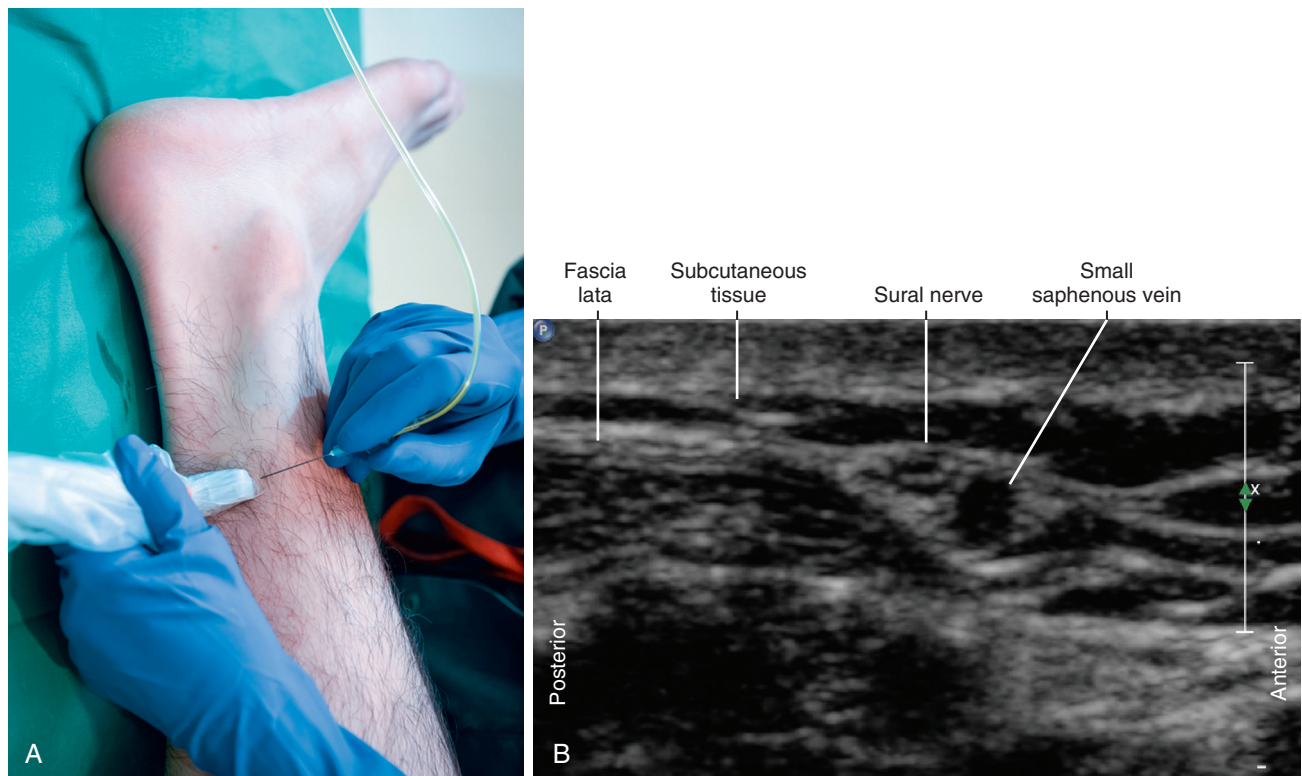 Fascia
lata
Subcutaneous
tissue
Sural nerve
Small
saphenous vein
P
X
Posterior
Anterior
A
B